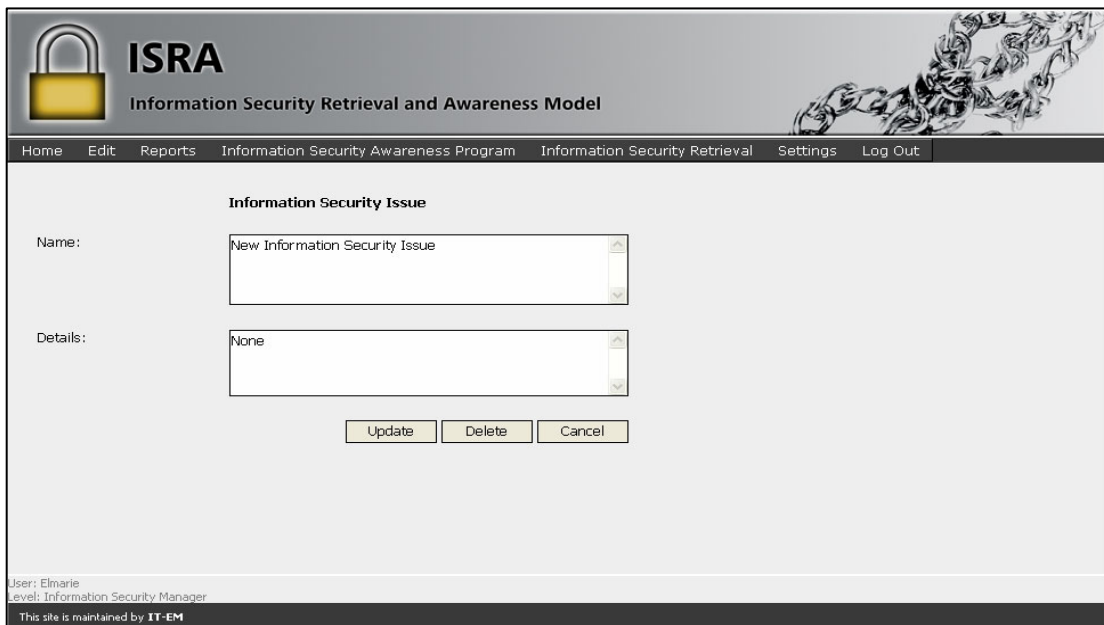 ISRA
Information Security Retrieval and Awareness Model
Home Edit Reports Information Security Awareness Program Information Security Retrieval Settings Log Out
Information Security Issue
Name:
New Information Security Issue
Details:
None
Update Delete Cancel
User: Elmarie
Level: Information Security Manager
This site is maintained by IT-EM